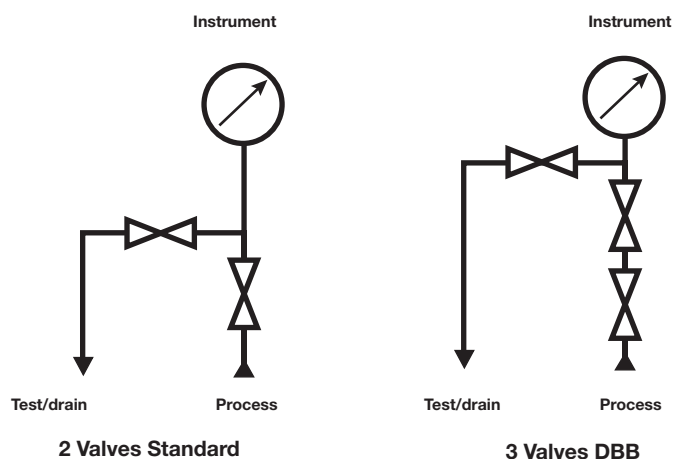 Instrument
Test/drain
Process
2 Valves Standard
Instrument
Test/drain
Process
3 Valves DBB